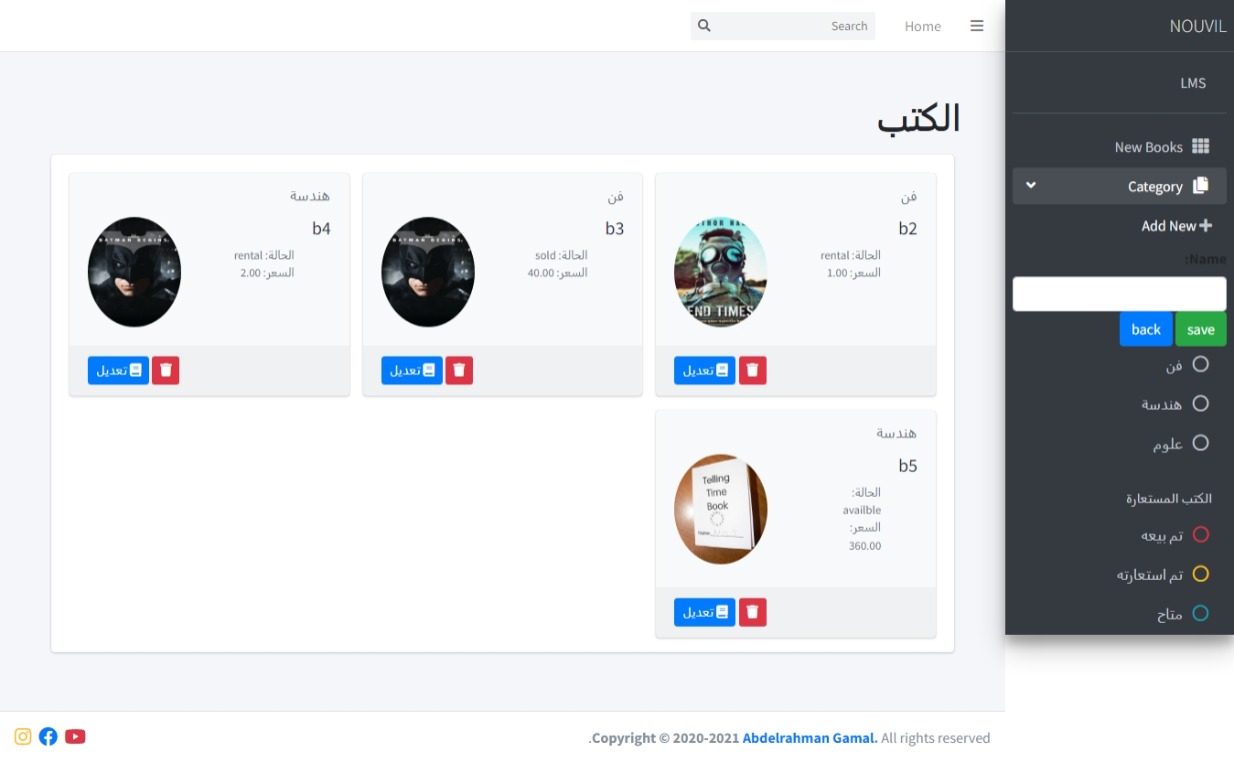 NOUVIL
LMS
New Books
Category
Add New
Name:
back save
فن
هندسة
علوم
الكتب المستعارة
تم بيعه
تم استعارته
متاح
Home
Search
الكتب
فن
b2
الحالة: rental
السعر: 1.00
END TIMES
تعديل
فن
b3
الحالة: sold
السعر: 40.00
BATMAN BEGINS
تعديل
هندسة
b4
الحالة: rental
السعر: 2.00
BATMAN BEGINS
تعديل
هندسة
b5
الحالة:
availble
السعر:
360.00
Telling
Time
Book
Name
تعديل
.Copyright © 2020-2021 Abdelrahman Gamal. All rights reserved